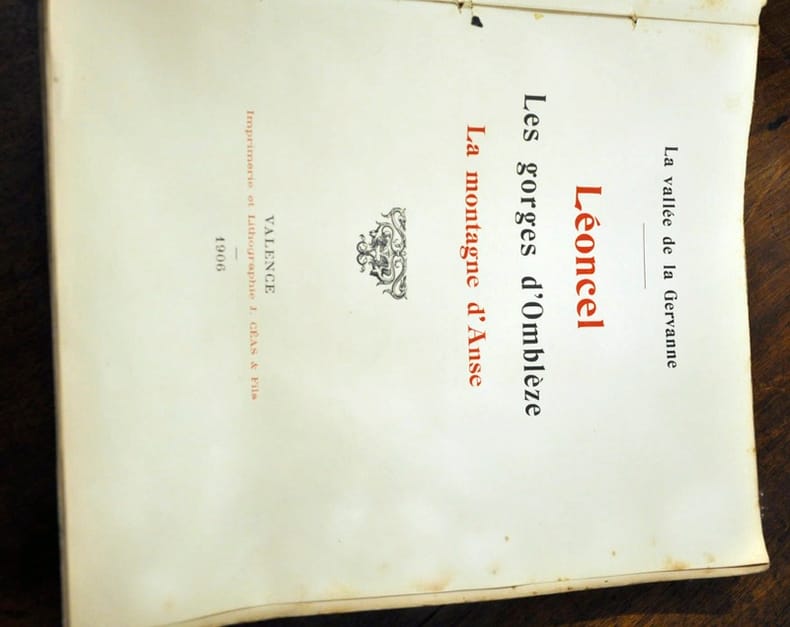 La vallée de la Gervanne
Léoncel
Les gorges d'Omblèze
La montagne d'Anse
VALENCE
Imprimerie et Lithographie J. CÉAS & Fils
1906